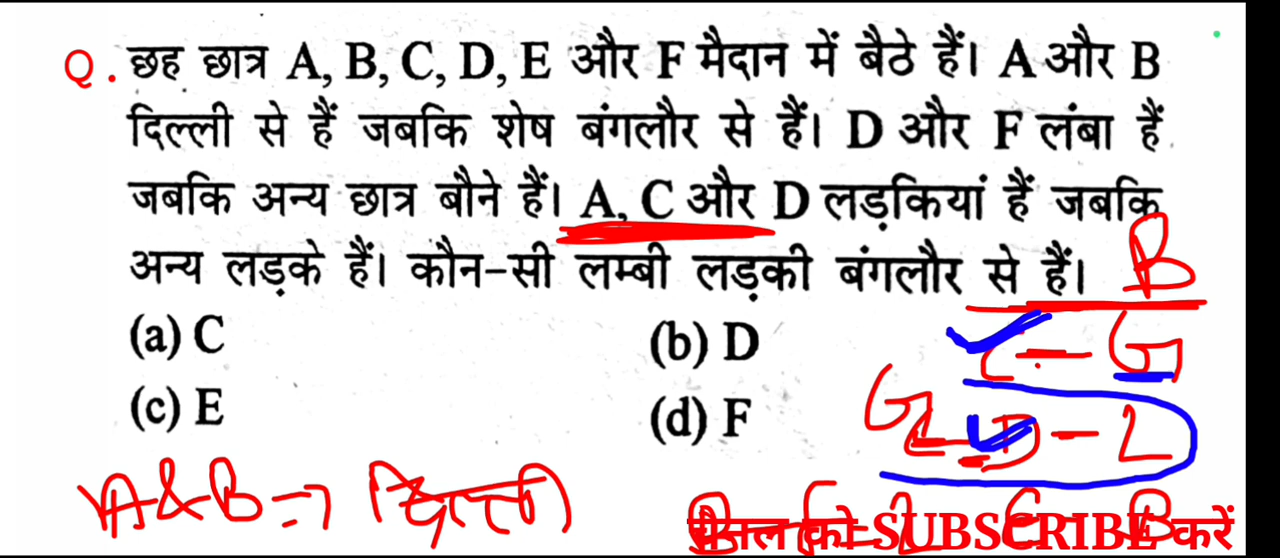 Q. छह छात्र A, B, C, D, E और F मैदान में बैठे हैं। A और B
दिल्ली से हैं जबकि शेष बंगलौर से हैं। D और F लंबा हैं
जबकि अन्य छात्र बौने हैं। A, C और D लड़कियां हैं जबकि
अन्य लड़के हैं। कौन-सी लम्बी लड़की बंगलौर से हैं।
B
(a) C (b) D
C - G
(c) E (d) F
G D - L
A & B → दिल्ली
चैनल को SUBSCRIBE करें